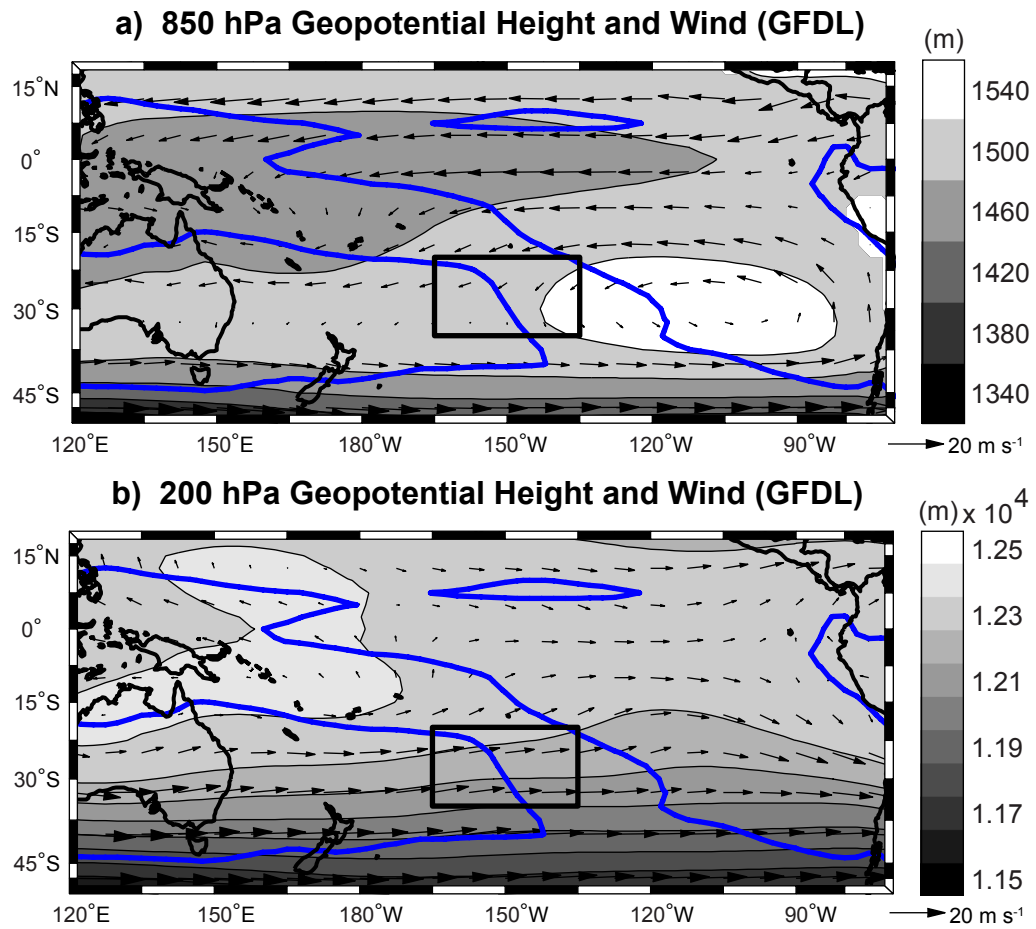 a) 850 hPa Geopotential Height and Wind (GFDL)
(m)
15°N
0°
15°S
30°S
45°S
120°E
150°E
180°W
150°W
120°W
90°W
1540
1500
1460
1420
1380
1340
20 m s-1
b) 200 hPa Geopotential Height and Wind (GFDL)
(m) x 10^4
15°N
0°
15°S
30°S
45°S
120°E
150°E
180°W
150°W
120°W
90°W
1.25
1.23
1.21
1.19
1.17
1.15
20 m s-1